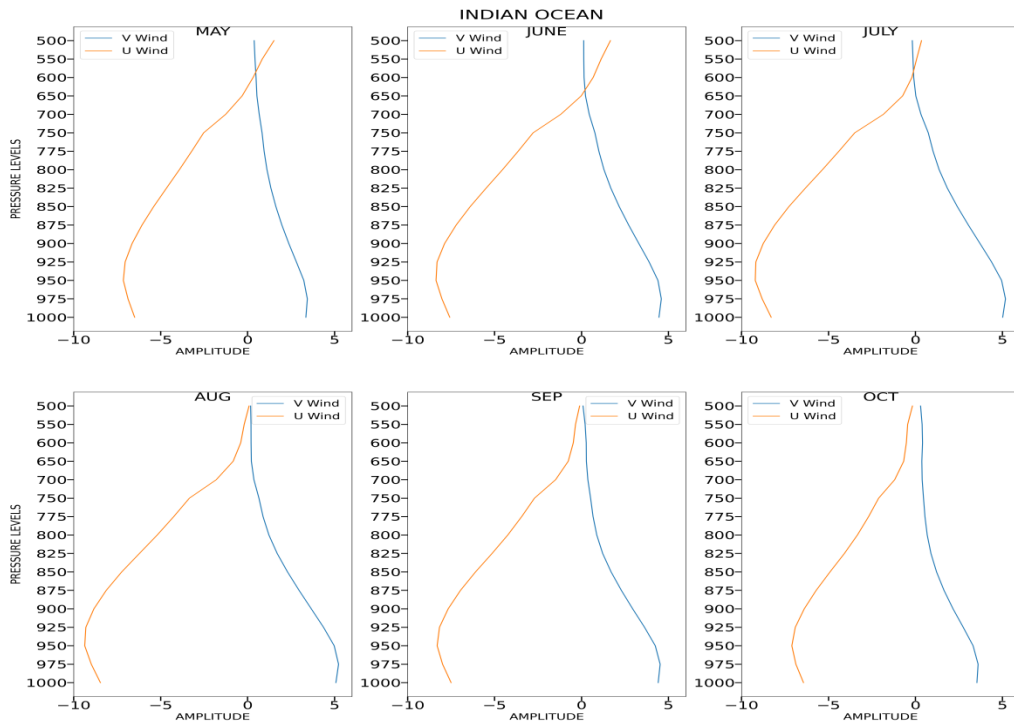 INDIAN OCEAN
MAY
V Wind
U Wind
500
550
600
650
700
750
775
800
825
850
875
900
925
950
975
1000
PRESSURE LEVELS
−10 −5 0 5
AMPLITUDE
JUNE
V Wind
U Wind
500
550
600
650
700
750
775
800
825
850
875
900
925
950
975
1000
−10 −5 0 5
AMPLITUDE
JULY
V Wind
U Wind
500
550
600
650
700
750
775
800
825
850
875
900
925
950
975
1000
−10 −5 0 5
AMPLITUDE
AUG
V Wind
U Wind
500
550
600
650
700
750
775
800
825
850
875
900
925
950
975
1000
PRESSURE LEVELS
−10 −5 0 5
AMPLITUDE
SEP
V Wind
U Wind
500
550
600
650
700
750
775
800
825
850
875
900
925
950
975
1000
−10 −5 0 5
AMPLITUDE
OCT
V Wind
U Wind
500
550
600
650
700
750
775
800
825
850
875
900
925
950
975
1000
−10 −5 0 5
AMPLITUDE